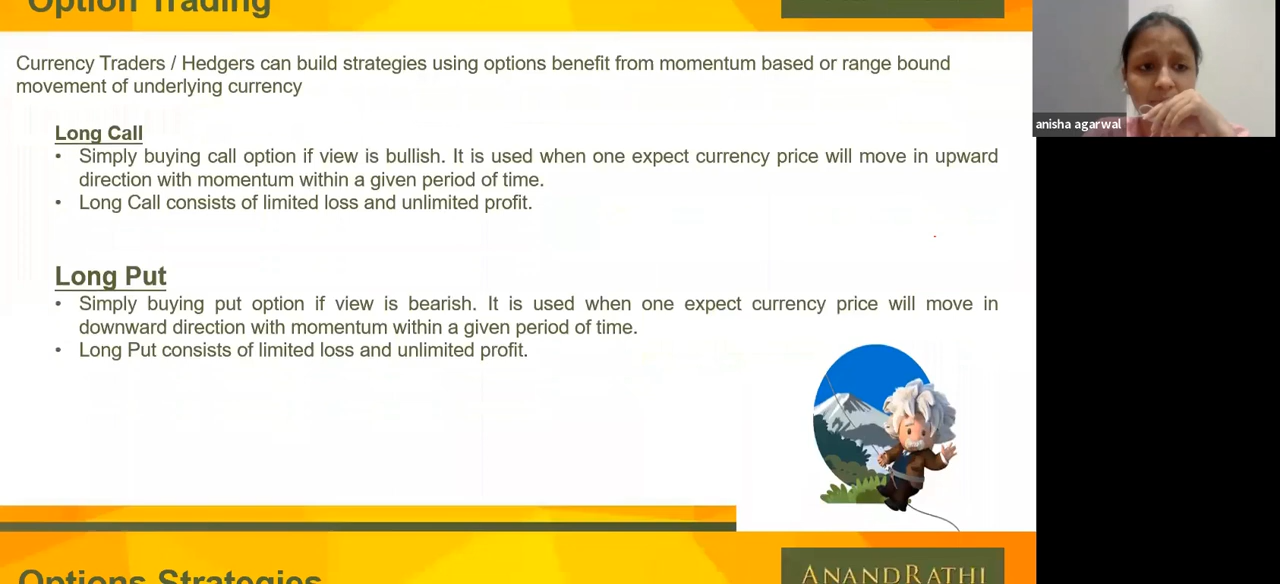 Option Trading
Currency Traders / Hedgers can build strategies using options benefit from momentum based or range bound
movement of underlying currency
Long Call
• Simply buying call option if view is bullish. It is used when one expect currency price will move in upward
direction with momentum within a given period of time.
• Long Call consists of limited loss and unlimited profit.
Long Put
• Simply buying put option if view is bearish. It is used when one expect currency price will move in
downward direction with momentum within a given period of time.
• Long Put consists of limited loss and unlimited profit.
Options Strategies
ANANDRATHI
anisha agarwal